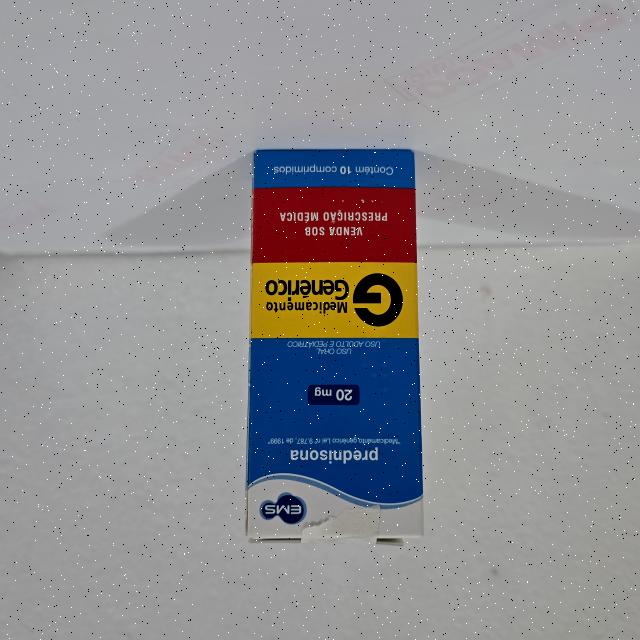 EMS
prednisona
"Medicamento genérico Lei nº 9.787, de 1999"
20 mg
USO ORAL
USO ADULTO E PEDIÁTRICO
G
Medicamento
Genérico
VENDA SOB
PRESCRIÇÃO MÉDICA
Contém 10 comprimidos